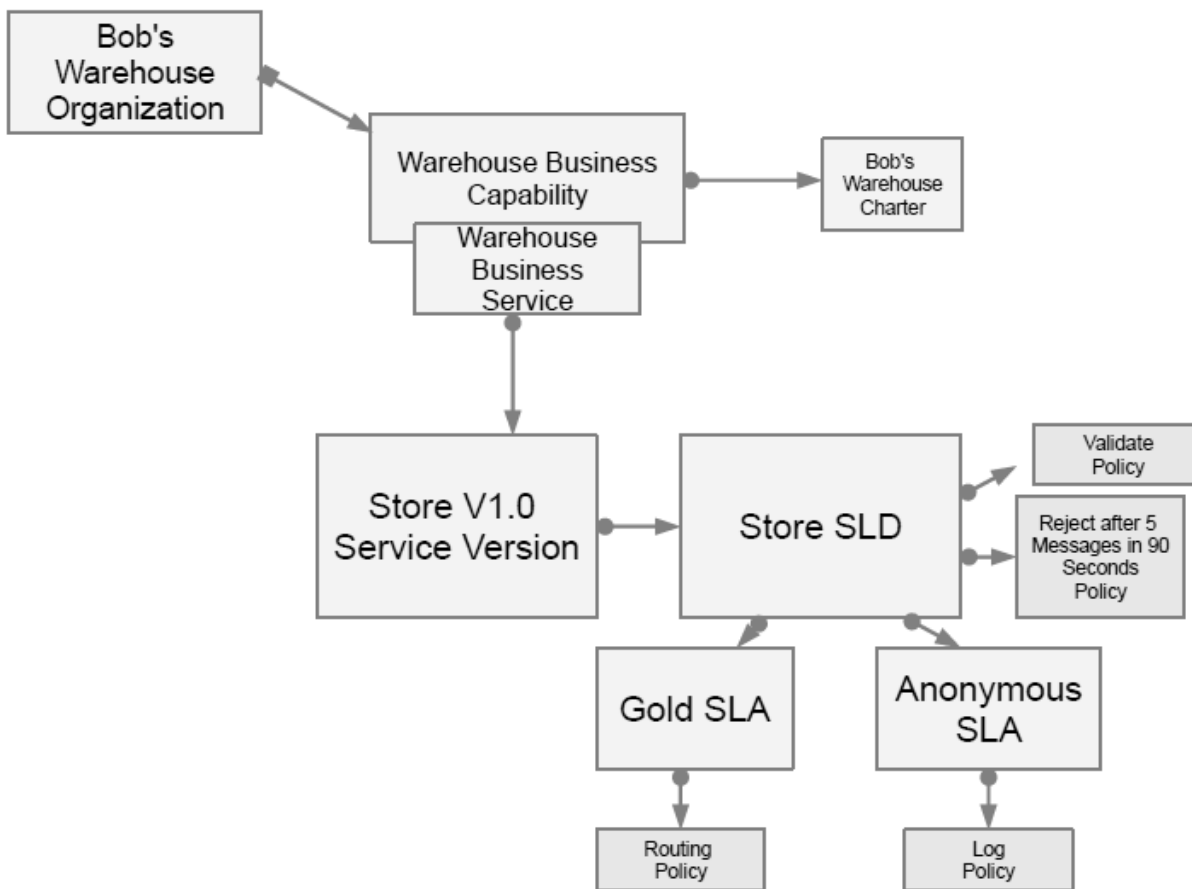 Bob's
Warehouse
Organization
Warehouse Business
Capability
Bob's
Warehouse
Charter
Warehouse
Business
Service
Store V1.0
Service Version
Store SLD
Validate
Policy
Reject after 5
Messages in 90
Seconds
Policy
Gold SLA
Anonymous
SLA
Routing
Policy
Log
Policy